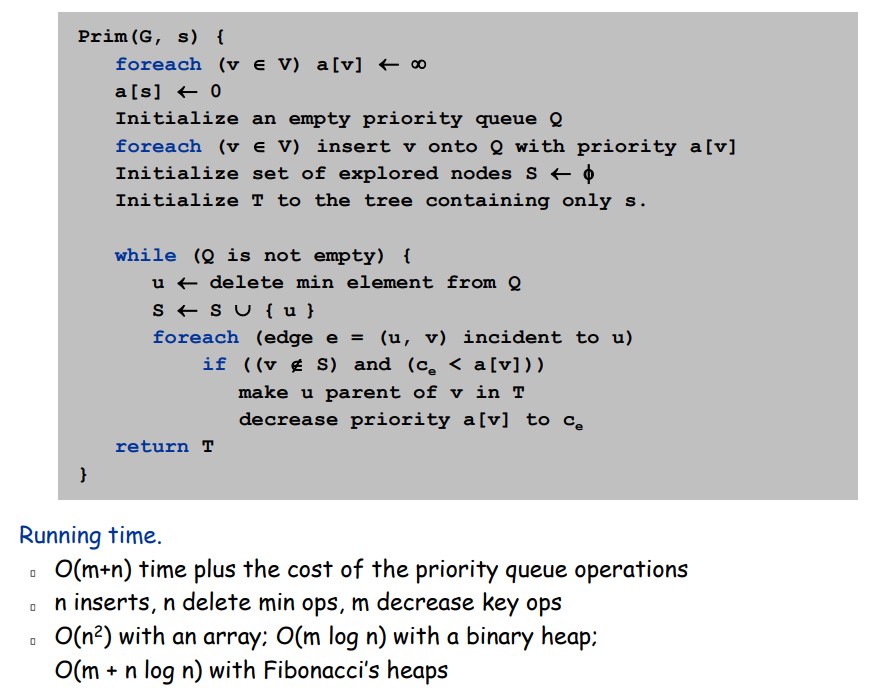 Prim(G, s) {
foreach (v ∈ V) a[v] ← ∞
a[s] ← 0
Initialize an empty priority queue Q
foreach (v ∈ V) insert v onto Q with priority a[v]
Initialize set of explored nodes S ← ϕ
Initialize T to the tree containing only s.
while (Q is not empty) {
u ← delete min element from Q
S ← S ∪ { u }
foreach (edge e = (u, v) incident to u)
if ((v ∉ S) and (cₑ < a[v]))
make u parent of v in T
decrease priority a[v] to cₑ
return T
}
Running time.
▯ O(m+n) time plus the cost of the priority queue operations
▯ n inserts, n delete min ops, m decrease key ops
▯ O(n²) with an array; O(m log n) with a binary heap;
O(m + n log n) with Fibonacci's heaps